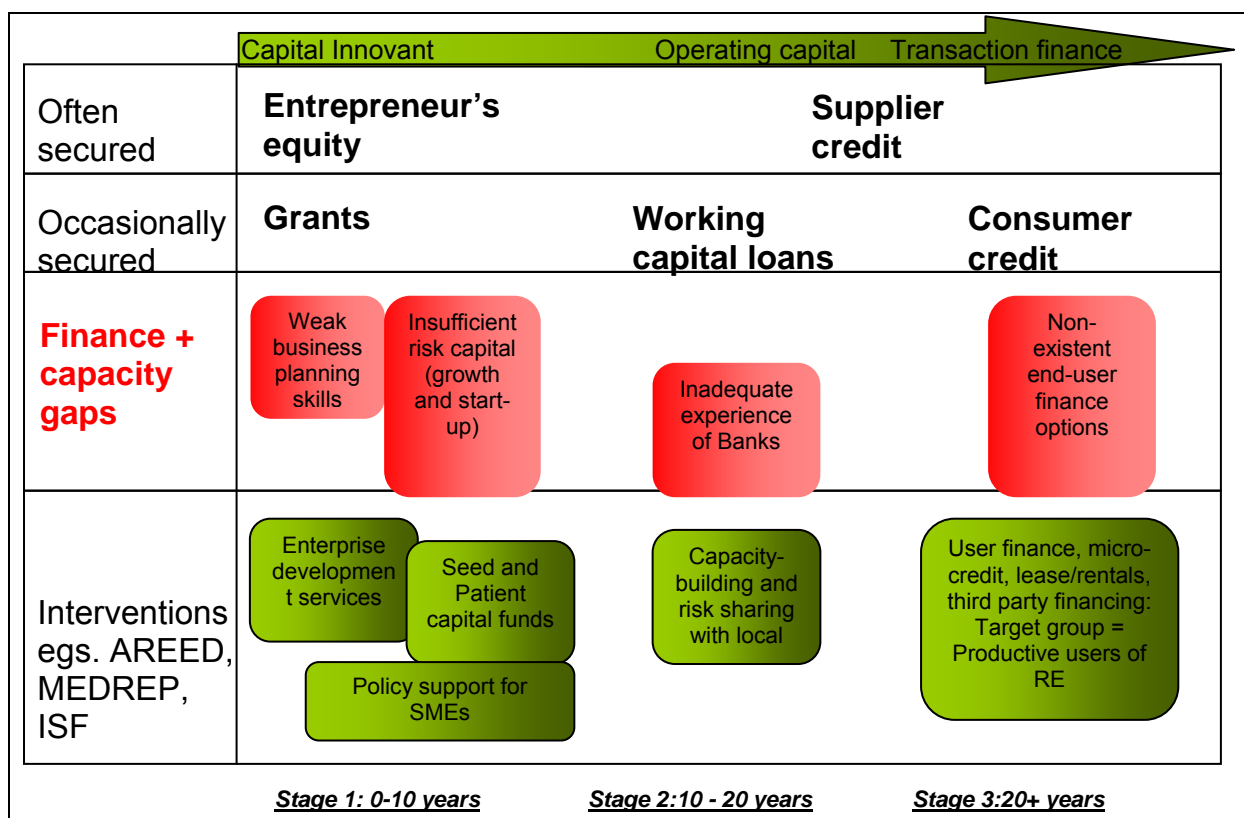 Capital Innovant Operating capital Transaction finance
Often
secured
Entrepreneur's
equity
Supplier
credit
Occasionally
secured
Grants
Working
capital loans
Consumer
credit
Finance +
capacity
gaps
Weak
business
planning
skills
Insufficient
risk capital
(growth
and start-
up)
Inadequate
experience
of Banks
Non-
existent
end-user
finance
options
Interventions
egs. AREED,
MEDREP,
ISF
Enterprise
developmen
t services
Seed and
Patient
capital funds
Policy support for
SMEs
Capacity-
building and
risk sharing
with local
User finance, micro-
credit, lease/rentals,
third party financing:
Target group =
Productive users of
RE
Stage 1: 0-10 years
Stage 2:10 - 20 years
Stage 3:20+ years